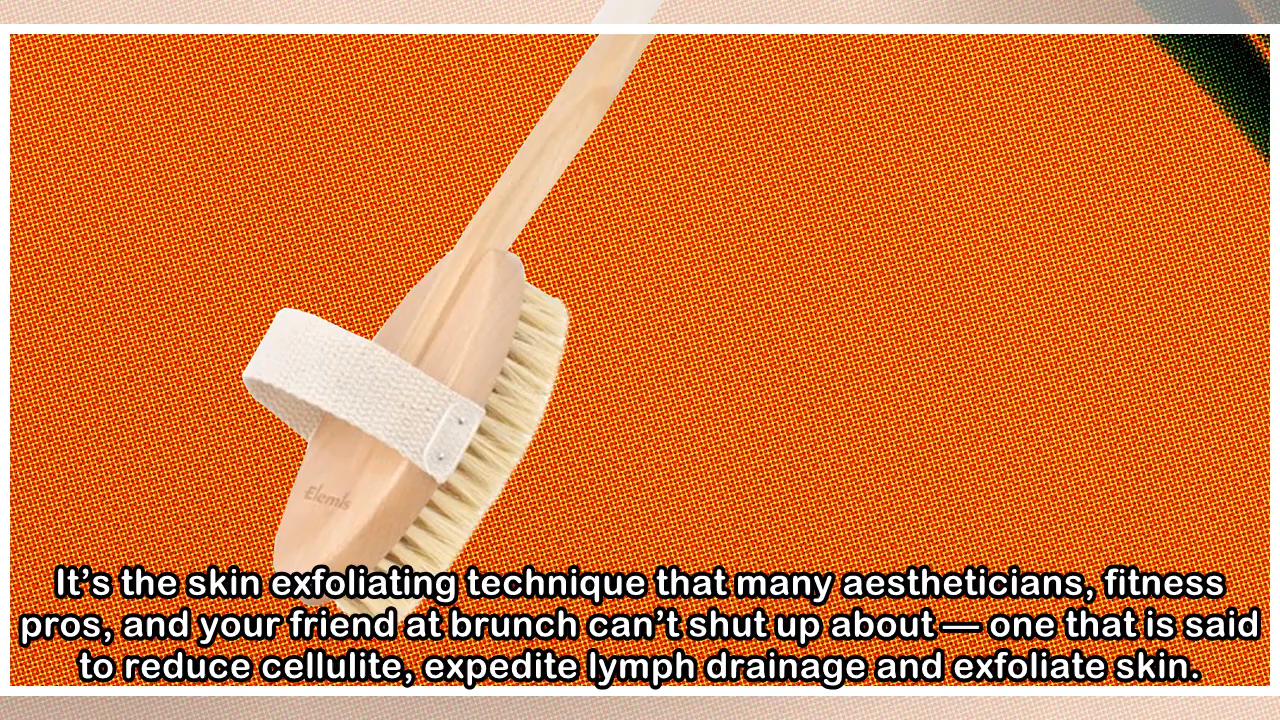 Elemis
It’s the skin exfoliating technique that many aestheticians, fitness
pros, and your friend at brunch can’t shut up about — one that is said
to reduce cellulite, expedite lymph drainage and exfoliate skin.